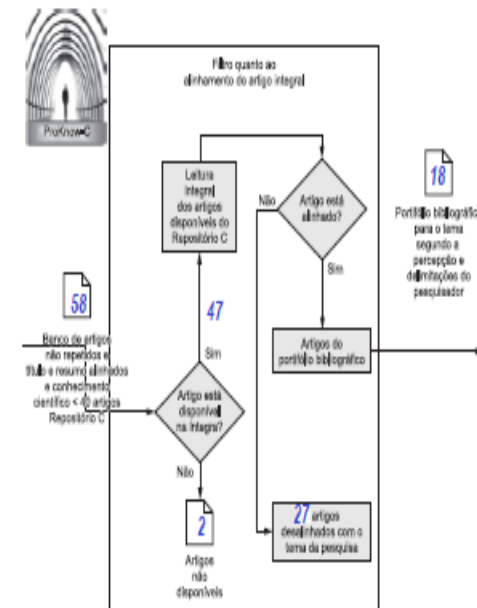 ProKnow-C
Filtro quanto ao
alinhamento do artigo integral
Leitura
Integral
dos artigos
disponíveis do
Repositório C
Não
Artigo está
alinhado?
Sim
18
Portfólio bibliográfico
para o tema
segundo a
percepção e
delimitações do
pesquisador
58
47
Banco de artigos
não repetidos e
título e resumo alinhados
e conhecimento
científico < 40 artigos
Repositório C
Sim
Artigo está
disponível
na íntegra?
Artigos do
portfólio bibliográfico
Não
2
Artigos
não
disponíveis
27 artigos
desalinhados com o
tema da pesquisa